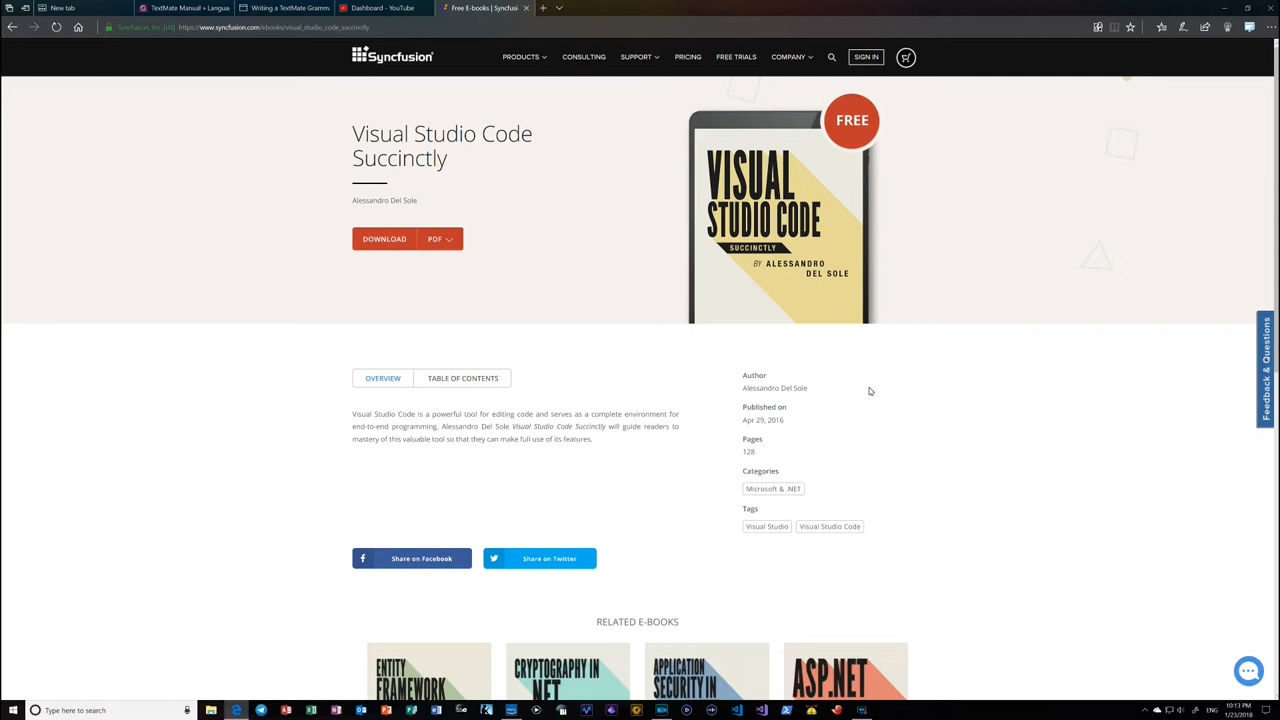 New tab
TextMate Manual » Langua
Writing a TextMate Gramm
Dashboard - YouTube
Free E-books | Syncfusi
Syncfusion, Inc. [US]
https://www.syncfusion.com/ebooks/visual_studio_code_succinctly
Syncfusion
PRODUCTS
CONSULTING
SUPPORT
PRICING
FREE TRIALS
COMPANY
SIGN IN
Visual Studio Code
Succinctly
Alessandro Del Sole
DOWNLOAD
PDF
FREE
VISUAL
STUDIO CODE
SUCCINCTLY
BY ALESSANDRO
DEL SOLE
Feedback & Questions
OVERVIEW
TABLE OF CONTENTS
Visual Studio Code is a powerful tool for editing code and serves as a complete environment for
end-to-end programming. Alessandro Del Sole Visual Studio Code Succinctly will guide readers to
mastery of this valuable tool so that they can make full use of its features.
Author
Alessandro Del Sole
Published on
Apr 29, 2016
Pages
128
Categories
Microsoft & .NET
Tags
Visual Studio
Visual Studio Code
Share on Facebook
Share on Twitter
RELATED E-BOOKS
ENTITY
FRAMEWORK
CRYPTOGRAPHY IN
.NET
APPLICATION
SECURITY IN
ASP.NET
Type here to search
ENG
10:13 PM
1/23/2018